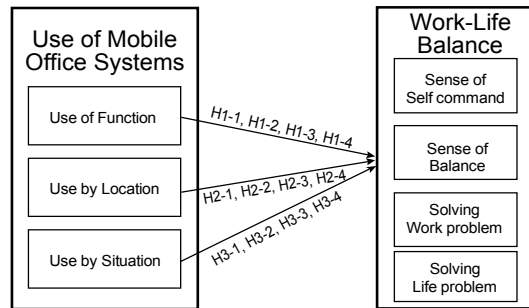 Use of Mobile
Office Systems
Use of Function
Use by Location
Use by Situation
H1-1, H1-2, H1-3, H1-4
H2-1, H2-2, H2-3, H2-4
H3-1, H3-2, H3-3, H3-4
Work-Life
Balance
Sense of
Self command
Sense of
Balance
Solving
Work problem
Solving
Life problem